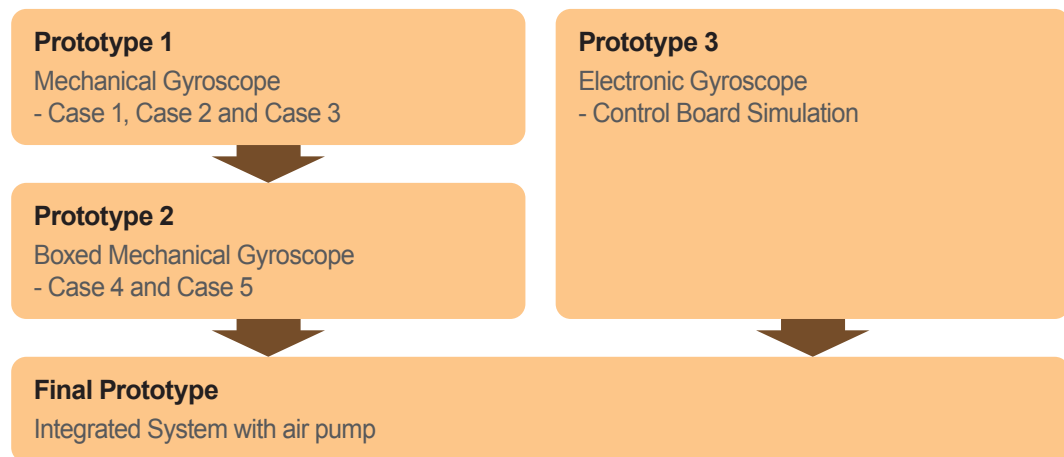 Prototype 1
Mechanical Gyroscope
- Case 1, Case 2 and Case 3
Prototype 2
Boxed Mechanical Gyroscope
- Case 4 and Case 5
Prototype 3
Electronic Gyroscope
- Control Board Simulation
Final Prototype
Integrated System with air pump